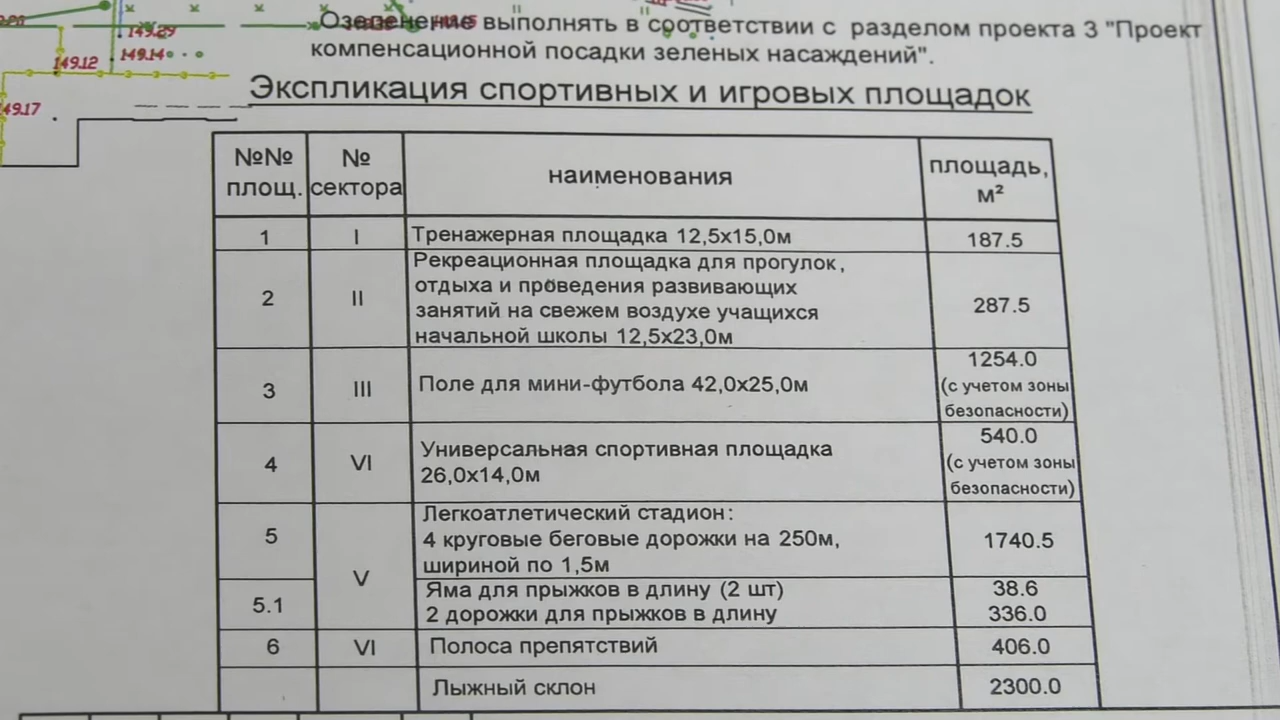 Озеленение выполнять в соответствии с разделом проекта 3 "Проект
компенсационной посадки зеленых насаждений".
149.29
149.14
149.12
Экспликация спортивных и игровых площадок
№№ площ.
№ сектора
наименования
площадь, м²
1 I Тренажерная площадка 12,5х15,0м 187.5
2 II Рекреационная площадка для прогулок,
отдыха и проведения развивающих
занятий на свежем воздухе учащихся
начальной школы 12,5х23,0м
287.5
3 III Поле для мини-футбола 42,0х25,0м
1254.0
(с учетом зоны
безопасности)
4 VI Универсальная спортивная площадка
26,0х14,0м
540.0
(с учетом зоны
безопасности)
5 V Легкоатлетический стадион:
4 круговые беговые дорожки на 250м,
шириной по 1,5м
1740.5
5.1 Яма для прыжков в длину (2 шт) 38.6
2 дорожки для прыжков в длину 336.0
6 VI Полоса препятствий 406.0
Лыжный склон 2300.0